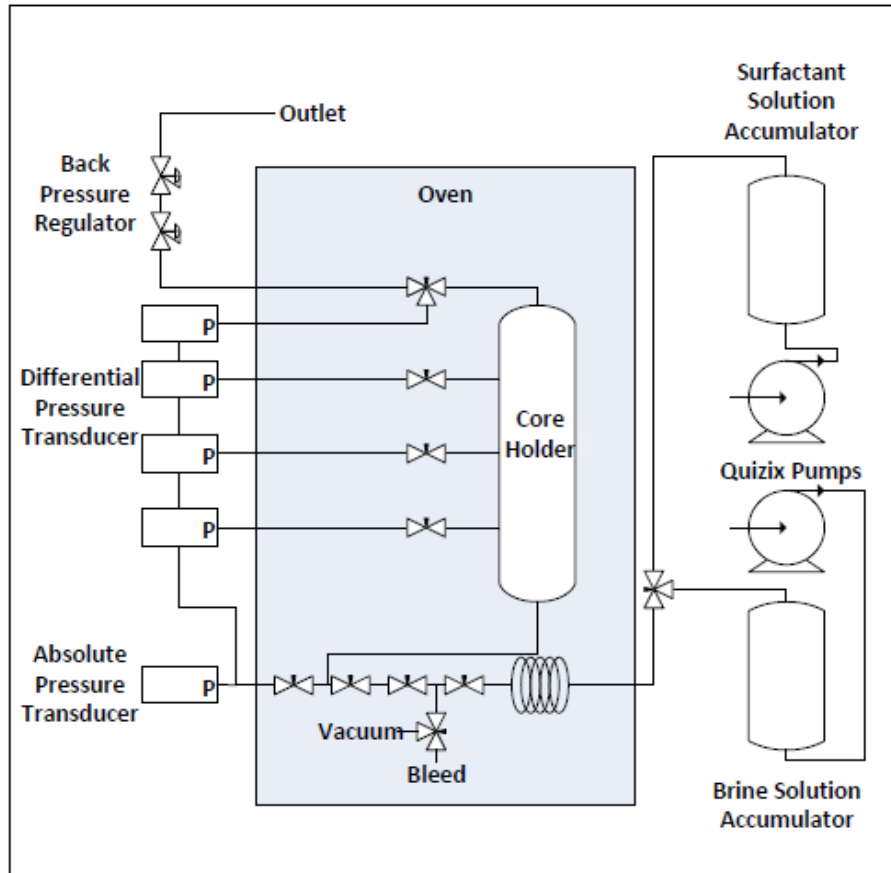 Surfactant
Solution
Accumulator
Outlet
Back
Pressure
Regulator
Oven
P
Differential
Pressure
Transducer
P
P
P
Core
Holder
Quizix Pumps
Absolute
Pressure
Transducer
P
Vacuum
Bleed
Brine Solution
Accumulator